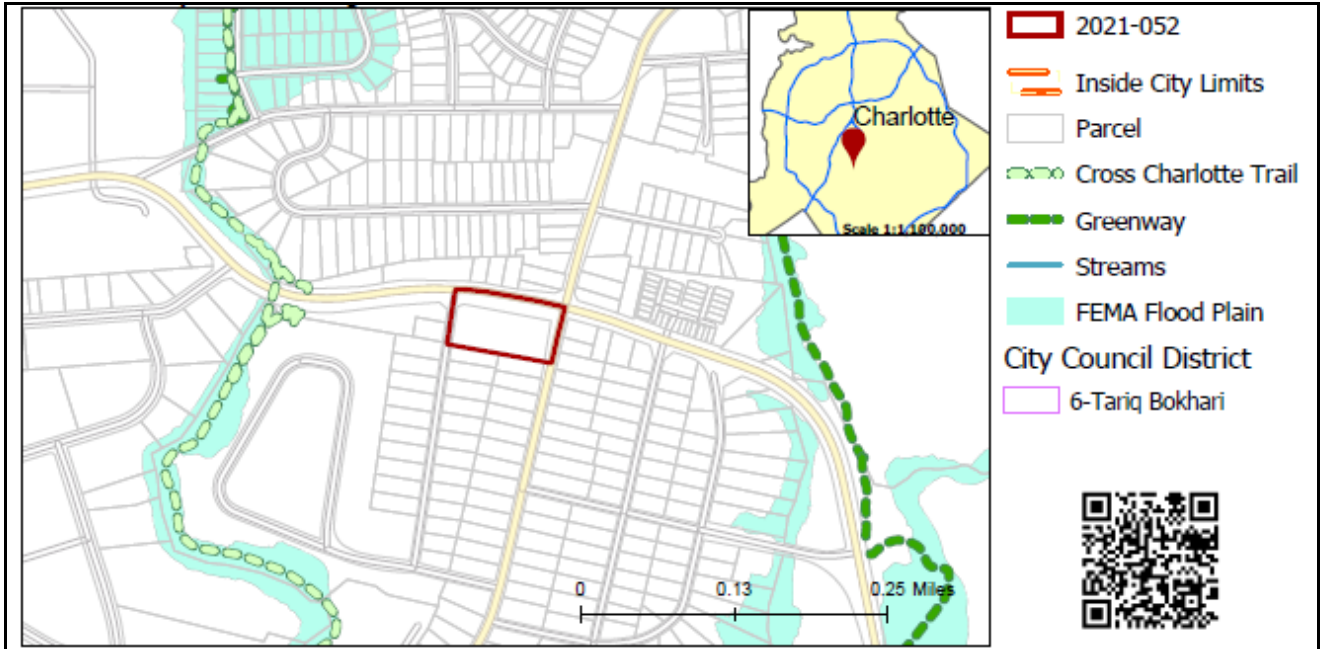 Charlotte
Scale 1:1,100,000
0 0.13 0.25 Miles
2021-052
Inside City Limits
Parcel
Cross Charlotte Trail
Greenway
Streams
FEMA Flood Plain
City Council District
6-Tariq Bokhari